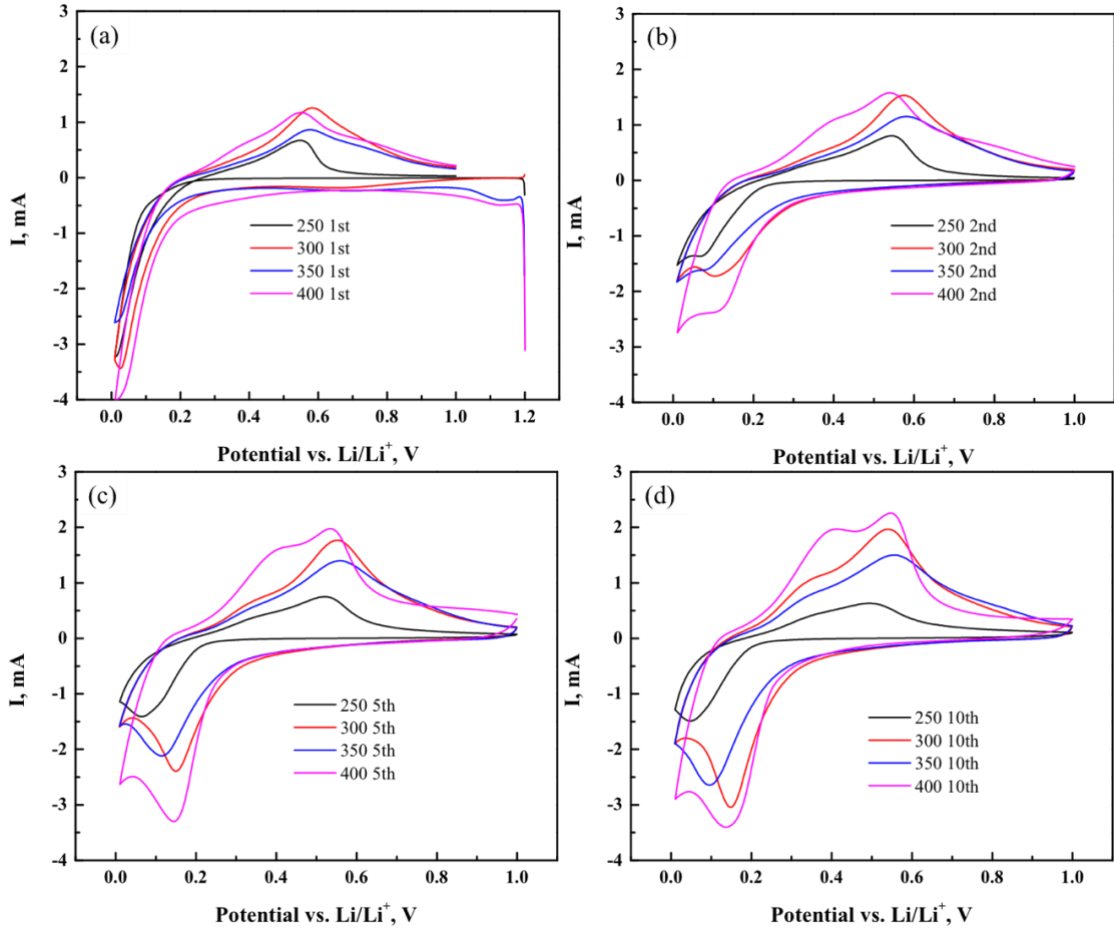 (a)
3
2
1
0
-1
-2
-3
-4
I, mA
250 1st
300 1st
350 1st
400 1st
0.0 0.2 0.4 0.6 0.8 1.0 1.2
Potential vs. Li/Li⁺, V
(b)
3
2
1
0
-1
-2
-3
-4
I, mA
250 2nd
300 2nd
350 2nd
400 2nd
0.0 0.2 0.4 0.6 0.8 1.0
Potential vs. Li/Li⁺, V
(c)
3
2
1
0
-1
-2
-3
-4
I, mA
250 5th
300 5th
350 5th
400 5th
0.0 0.2 0.4 0.6 0.8 1.0
Potential vs. Li/Li⁺, V
(d)
3
2
1
0
-1
-2
-3
-4
I, mA
250 10th
300 10th
350 10th
400 10th
0.0 0.2 0.4 0.6 0.8 1.0
Potential vs. Li/Li⁺, V